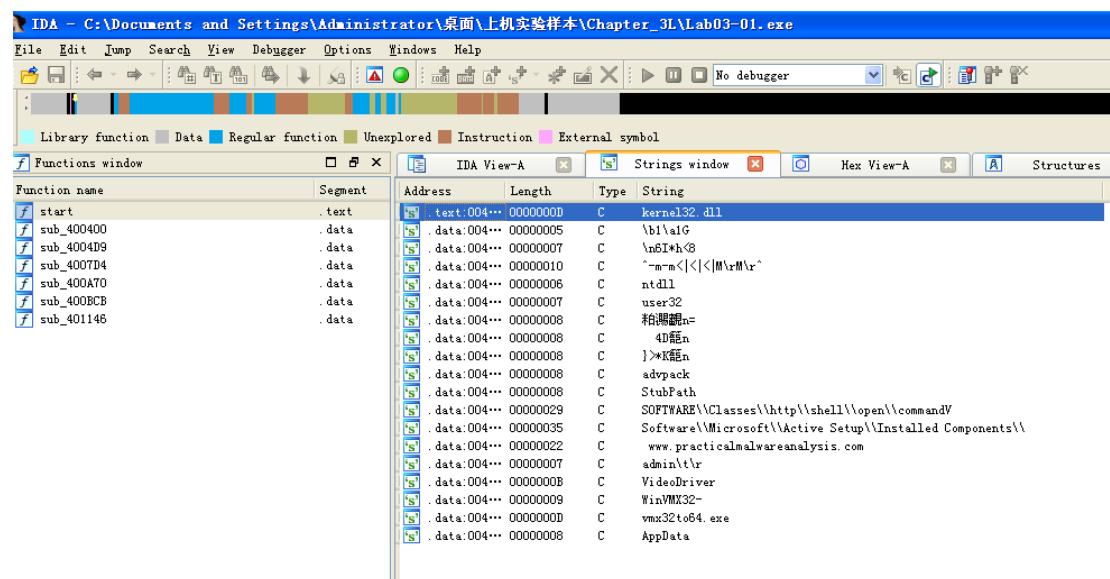 IDA - C:\Documents and Settings\Administrator\桌面\上机实验样本\Chapter_3L\Lab03-01.exe
File Edit Jump Search View Debugger Options Windows Help
No debugger
Library function Data Regular function Unexplored Instruction External symbol
Functions window
IDA View-A Strings window Hex View-A Structures
Function name Segment
Address Length Type String
start .text
.text:004... 0000000D C kernel32.dll
sub_400400 .data
.data:004... 00000005 C \b1\a1G
sub_4004D9 .data
.data:004... 00000007 C \n6I*h<8
sub_4007D4 .data
.data:004... 00000010 C ^-m-m<|<|<|M\rM\r^
sub_400A70 .data
.data:004... 00000006 C ntdll
sub_400BCB .data
.data:004... 00000007 C user32
sub_401146 .data
.data:004... 00000008 C n=
.data:004... 00000008 C
.data:004... 00000008 C
.data:004... 00000008 C advpack
.data:004... 00000008 C StubPath
.data:004... 00000029 C SOFTWARE\\Classes\\http\\shell\\open\\commandV
.data:004... 00000035 C Software\\Microsoft\\Active Setup\\Installed Components\\
.data:004... 00000022 C www.practicalmalwareanalysis.com
.data:004... 00000007 C admin\t\r
.data:004... 0000000B C VideoDriver
.data:004... 00000009 C WinVMX32-
.data:004... 0000000D C vmx32to64.exe
.data:004... 00000008 C AppData